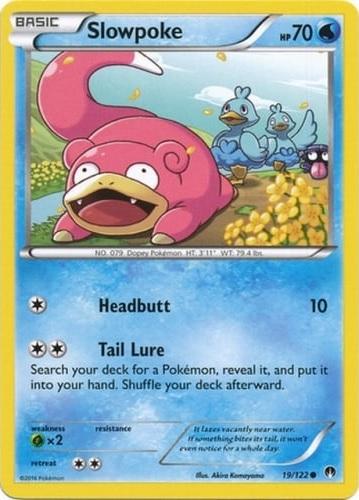 BASIC
Slowpoke
HP 70
NO. 079 Dopey Pokémon HT: 3'11" WT: 79.4 lbs.
Headbutt 10
Tail Lure
Search your deck for a Pokémon, reveal it, and put it
into your hand. Shuffle your deck afterward.
weakness resistance
×2
retreat
It lazes vacantly near water.
If something bites its tail, it won't
even notice for a whole day.
©2016 Pokémon
Illus. Akira Komayama
19/122